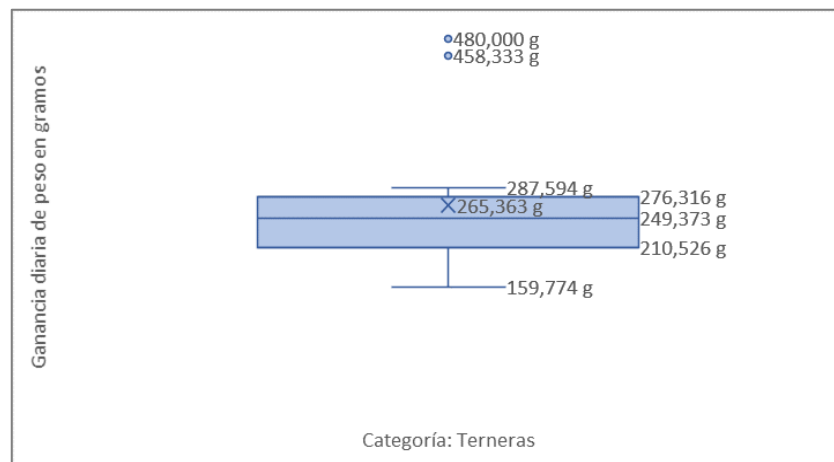 Ganancia diaria de peso en gramos
480,000 g
458,333 g
287,594 g
276,316 g
265,363 g
249,373 g
210,526 g
159,774 g
Categoría: Terneras